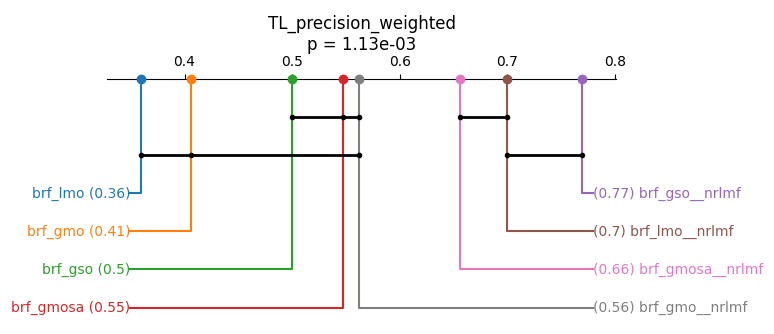 TL_precision_weighted
p = 1.13e-03
0.4 0.5 0.6 0.7 0.8
brf_lmo (0.36)
(0.77) brf_gso__nrlmf
brf_gmo (0.41)
(0.7) brf_lmo__nrlmf
brf_gso (0.5)
(0.66) brf_gmosa__nrlmf
brf_gmosa (0.55)
(0.56) brf_gmo__nrlmf